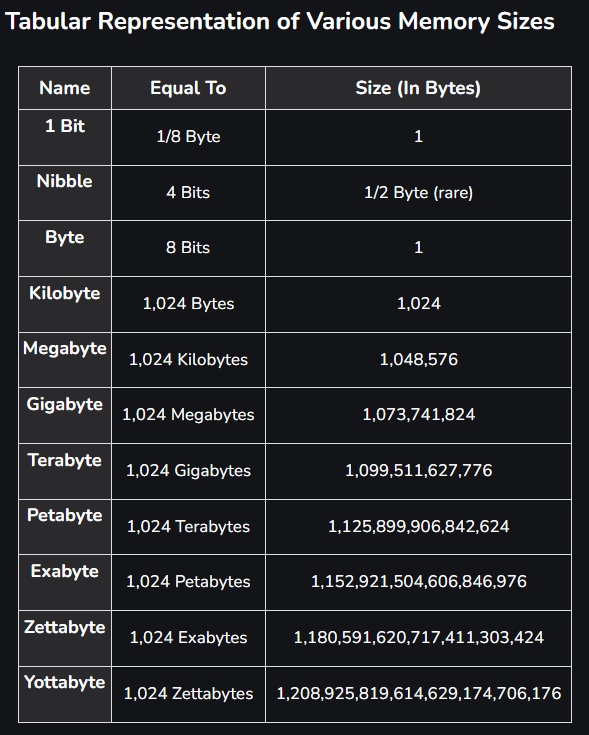 Tabular Representation of Various Memory Sizes
Name Equal To Size (In Bytes)
1 Bit 1/8 Byte 1
Nibble 4 Bits 1/2 Byte (rare)
Byte 8 Bits 1
Kilobyte 1,024 Bytes 1,024
Megabyte 1,024 Kilobytes 1,048,576
Gigabyte 1,024 Megabytes 1,073,741,824
Terabyte 1,024 Gigabytes 1,099,511,627,776
Petabyte 1,024 Terabytes 1,125,899,906,842,624
Exabyte 1,024 Petabytes 1,152,921,504,606,846,976
Zettabyte 1,024 Exabytes 1,180,591,620,717,411,303,424
Yottabyte 1,024 Zettabytes 1,208,925,819,614,629,174,706,176